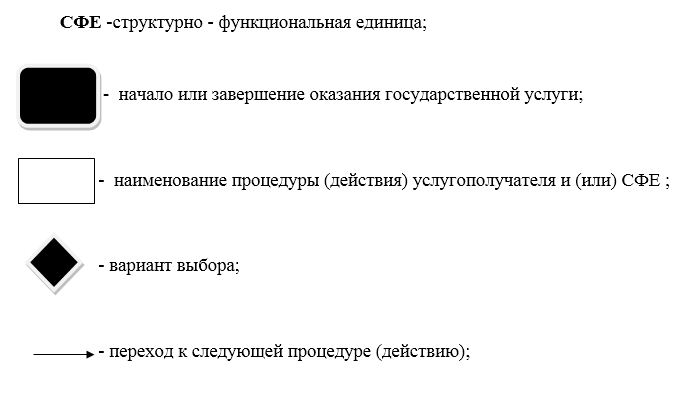 СФЕ -структурно - функциональная единица;
- начало или завершение оказания государственной услуги;
- наименование процедуры (действия) услугополучателя и (или) СФЕ ;
- вариант выбора;
- переход к следующей процедуре (действию);